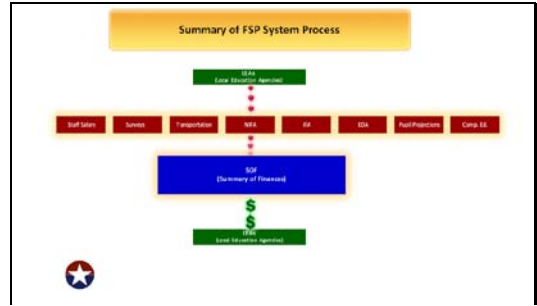 Summary of FSP System Process
LEAs
(Local Education Agencies)
Staff Salary
Surveys
Transportation
NIFA
IFA
EDA
Pupil Projections
Comp. Ed.
SOF
(Summary of Finances)
$
$
LEAs
(Local Education Agencies)